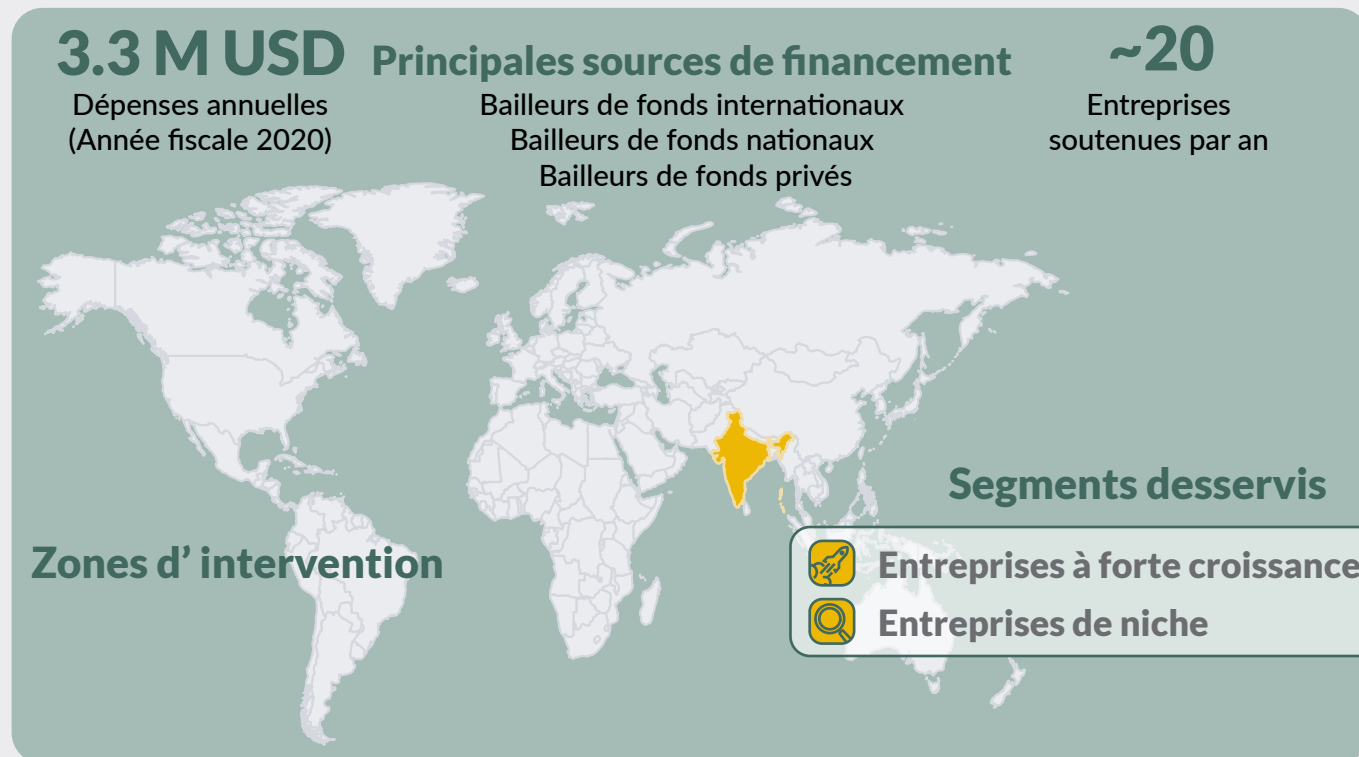 3.3 M USD
Dépenses annuelles
(Année fiscale 2020)
Principales sources de financement
Bailleurs de fonds internationaux
Bailleurs de fonds nationaux
Bailleurs de fonds privés
~20
Entreprises
soutenues par an
Zones d’ intervention
Segments desservis
Entreprises à forte croissance
Entreprises de niche